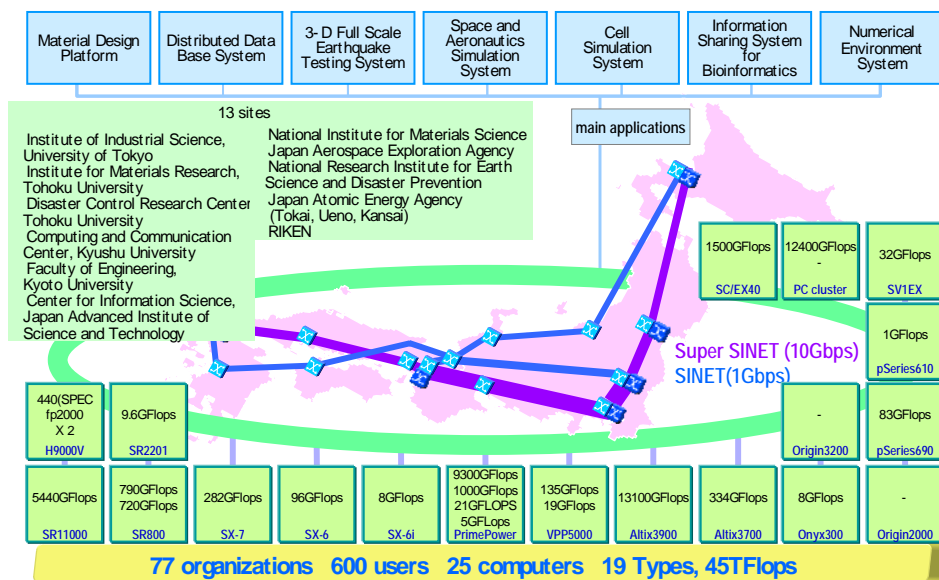 Material Design
Platform
Distributed Data
Base System
3-D Full Scale
Earthquake
Testing System
Space and
Aeronautics
Simulation
System
Cell
Simulation
System
Information
Sharing System
for
Bioinformatics
Numerical
Environment
System
main applications
13 sites
Institute of Industrial Science,
University of Tokyo
Institute for Materials Research,
Tohoku University
Disaster Control Research Center
Tohoku University
Computing and Communication
Center, Kyushu University
Faculty of Engineering,
Kyoto University
Center for Information Science,
Japan Advanced Institute of
Science and Technology
National Institute for Materials Science
Japan Aerospace Exploration Agency
National Research Institute for Earth
Science and Disaster Prevention
Japan Atomic Energy Agency
(Tokai, Ueno, Kansai)
RIKEN
1500GFlops
SC/EX40
12400GFlops
-
PC cluster
32GFlops
SV1EX
1GFlops
pSeries610
Super SINET (10Gbps)
SINET(1Gbps)
440(SPEC
fp2000
X 2
H9000V
9.6GFlops
SR2201
-
Origin3200
83GFlops
pSeries690
5440GFlops
SR11000
790GFlops
720GFlops
SR800
282GFlops
SX-7
96GFlops
SX-6
8GFlops
SX-6i
9300GFlops
1000GFlops
21GFLOPS
5GFLops
PrimePower
135GFlops
19GFlops
VPP5000
13100GFlops
Altix3900
334GFlops
Altix3700
8GFlops
Onyx300
-
Origin2000
77 organizations 600 users 25 computers 19 Types, 45TFlops